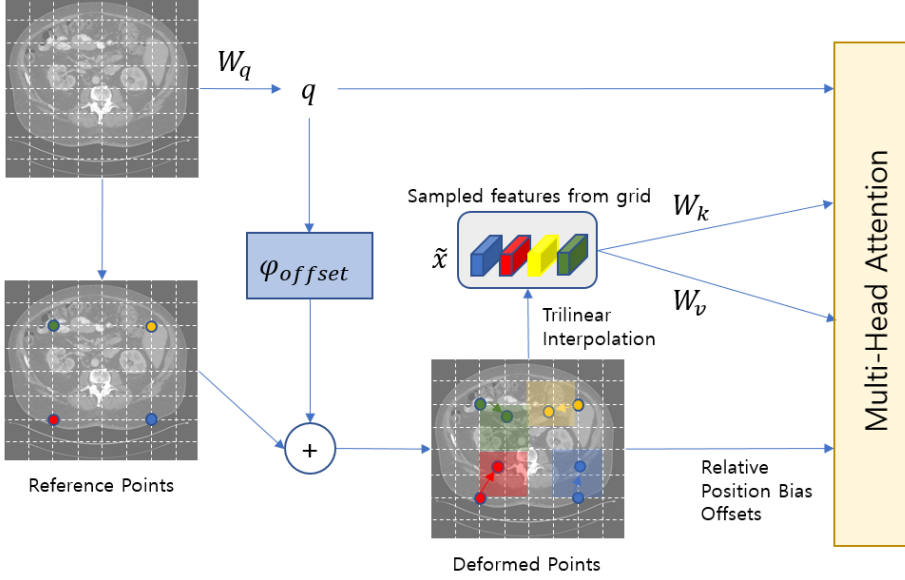 W_q
q
Sampled features from grid
W_k
x̃
φ_offset
W_v
Trilinear
Interpolation
Multi-Head Attention
+
Reference Points
Relative
Position Bias
Offsets
Deformed Points